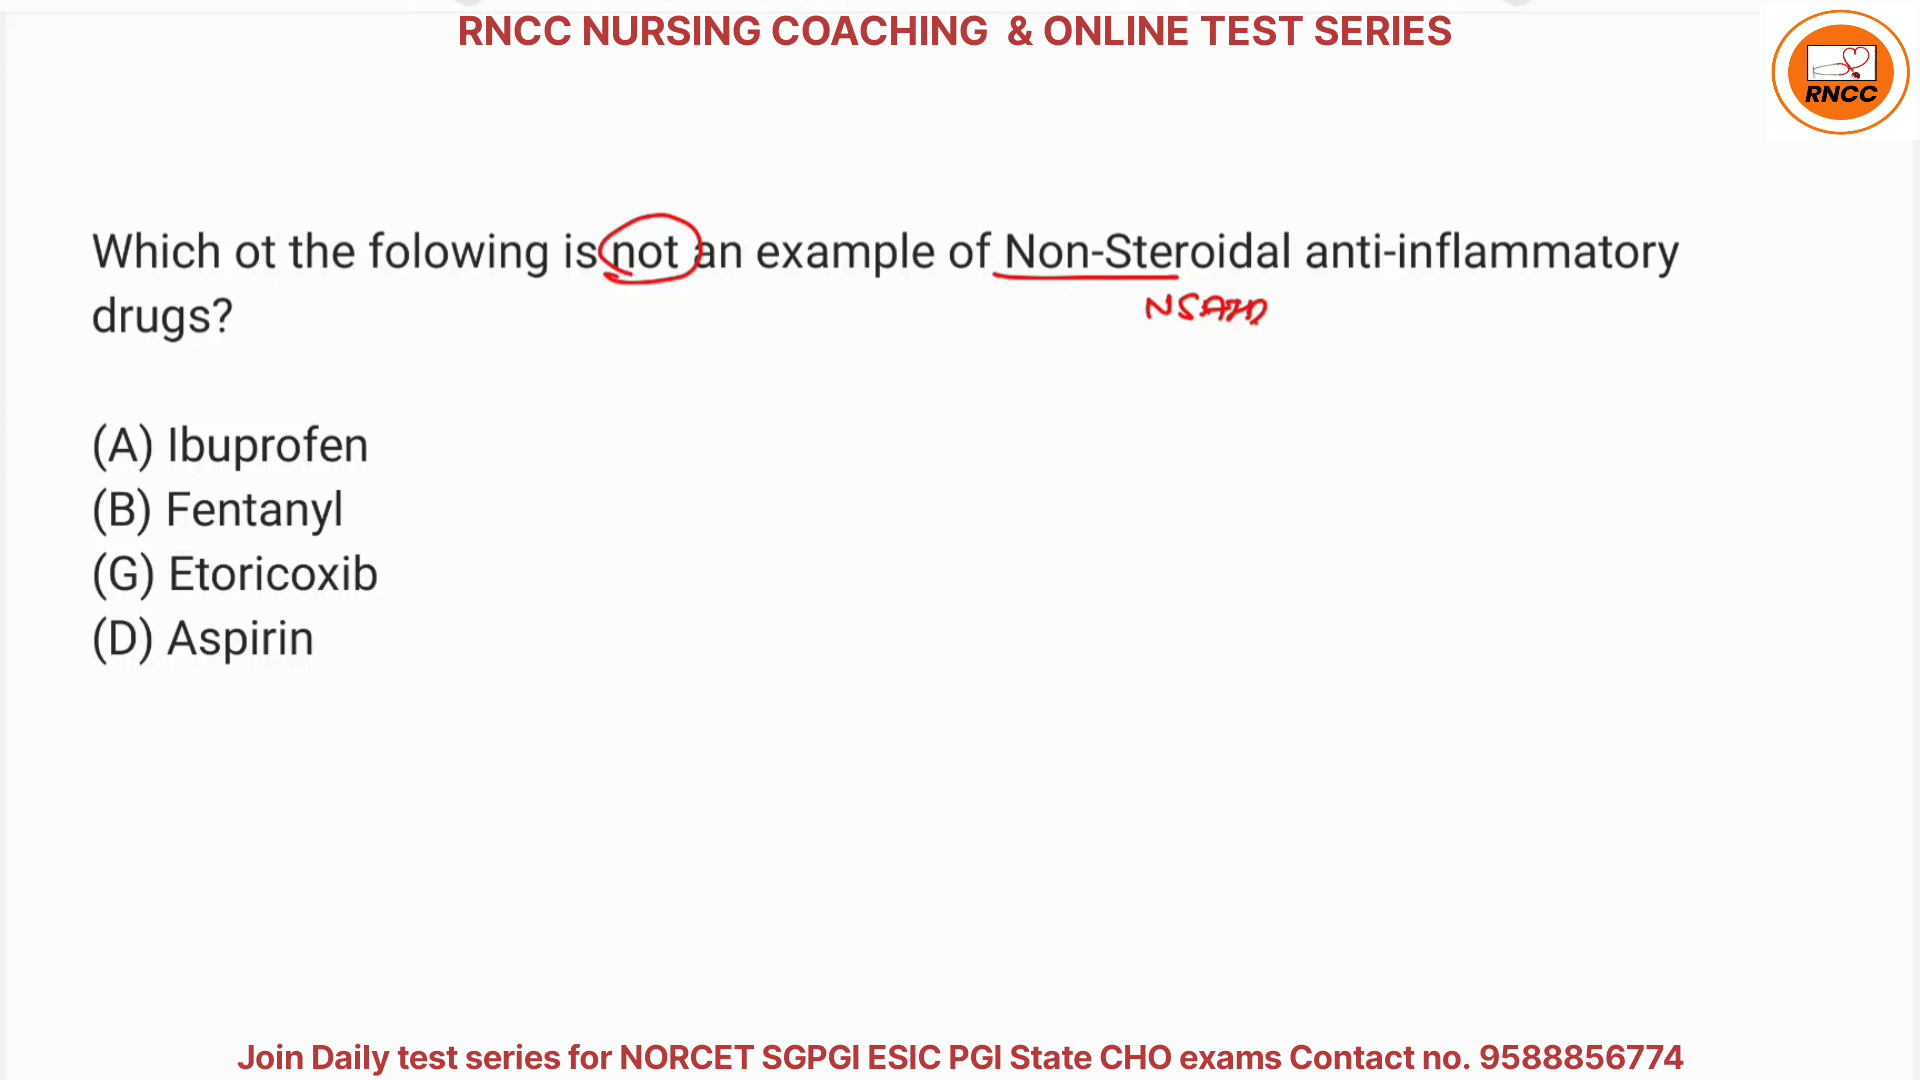 RNCC NURSING COACHING & ONLINE TEST SERIES
RNCC
Which ot the folowing is not an example of Non-Steroidal anti-inflammatory
drugs?
NSAID
(A) Ibuprofen
(B) Fentanyl
(G) Etoricoxib
(D) Aspirin
Join Daily test series for NORCET SGPGI ESIC PGI State CHO exams Contact no. 9588856774